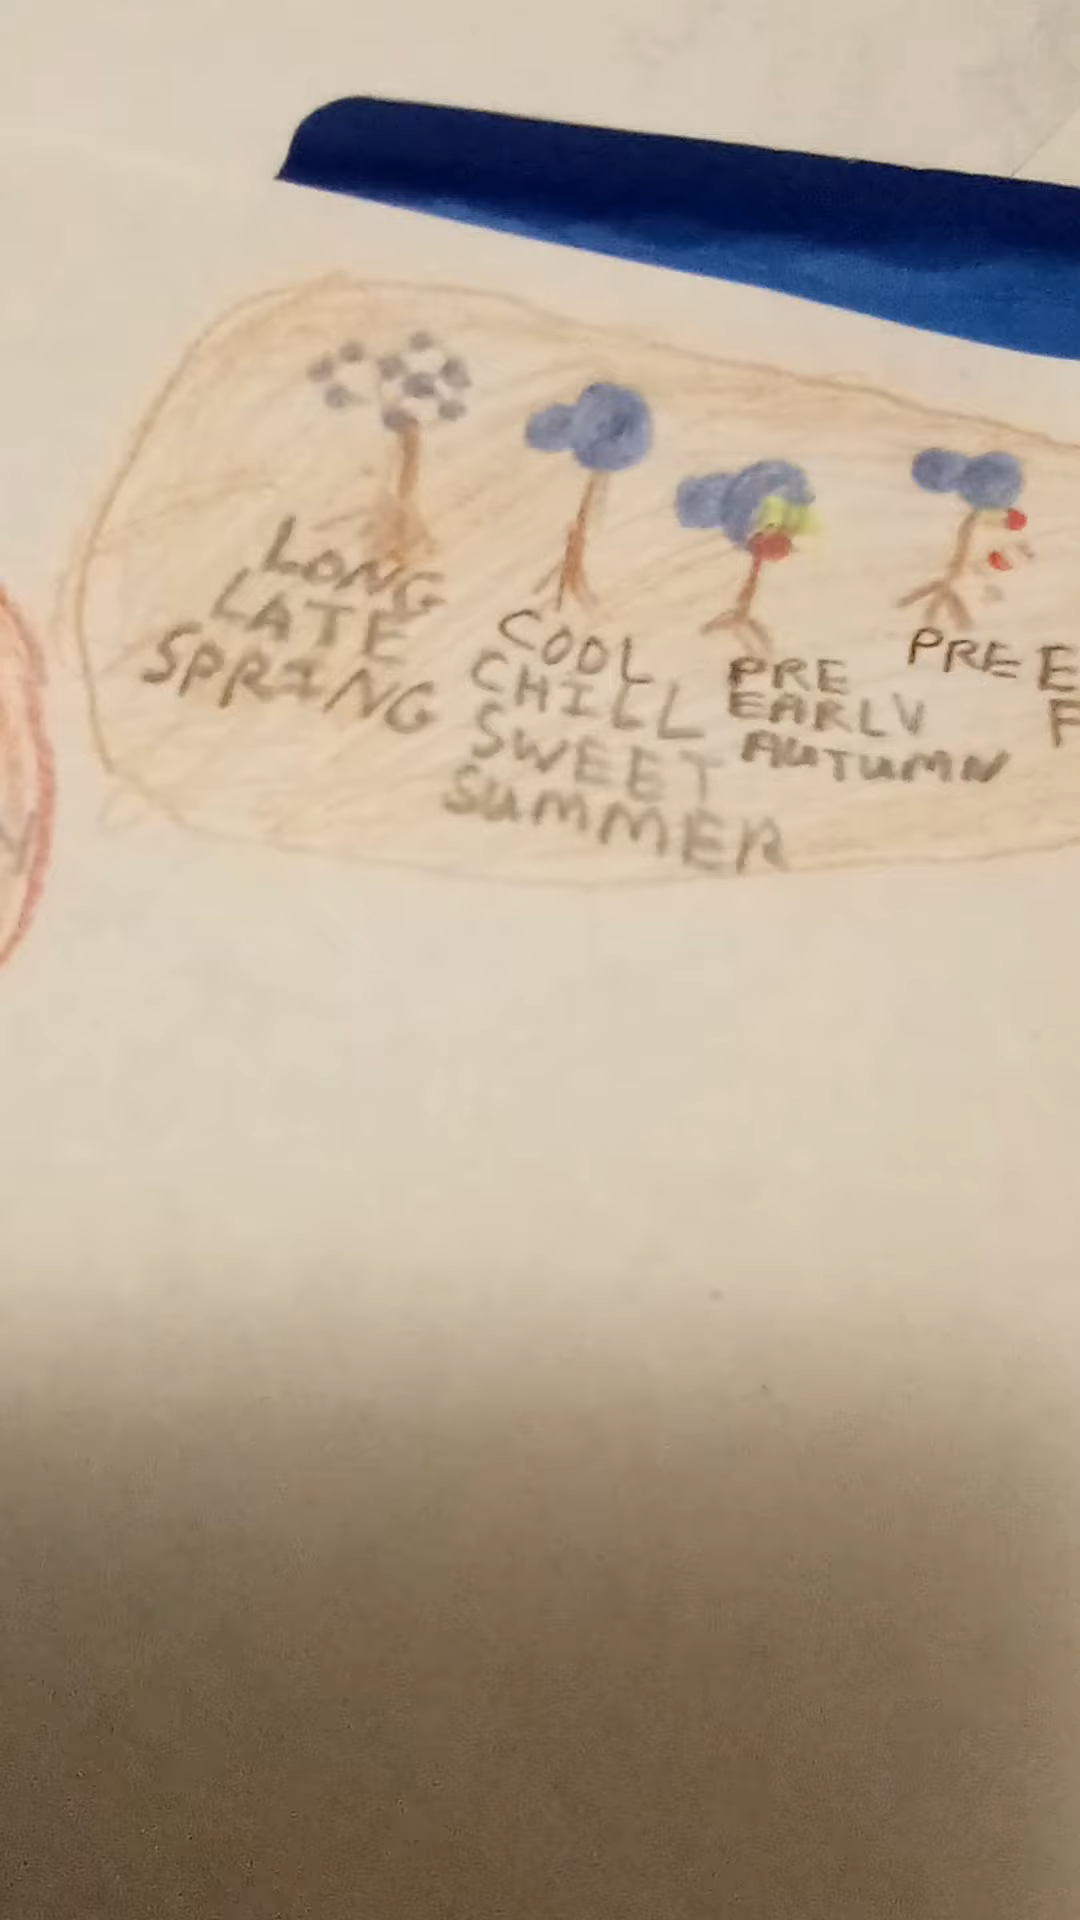 LONG
LATE
SPRING
COOL
CHILL
SWEET
SUMMER
PRE
EARLY
AUTUMN
PRE